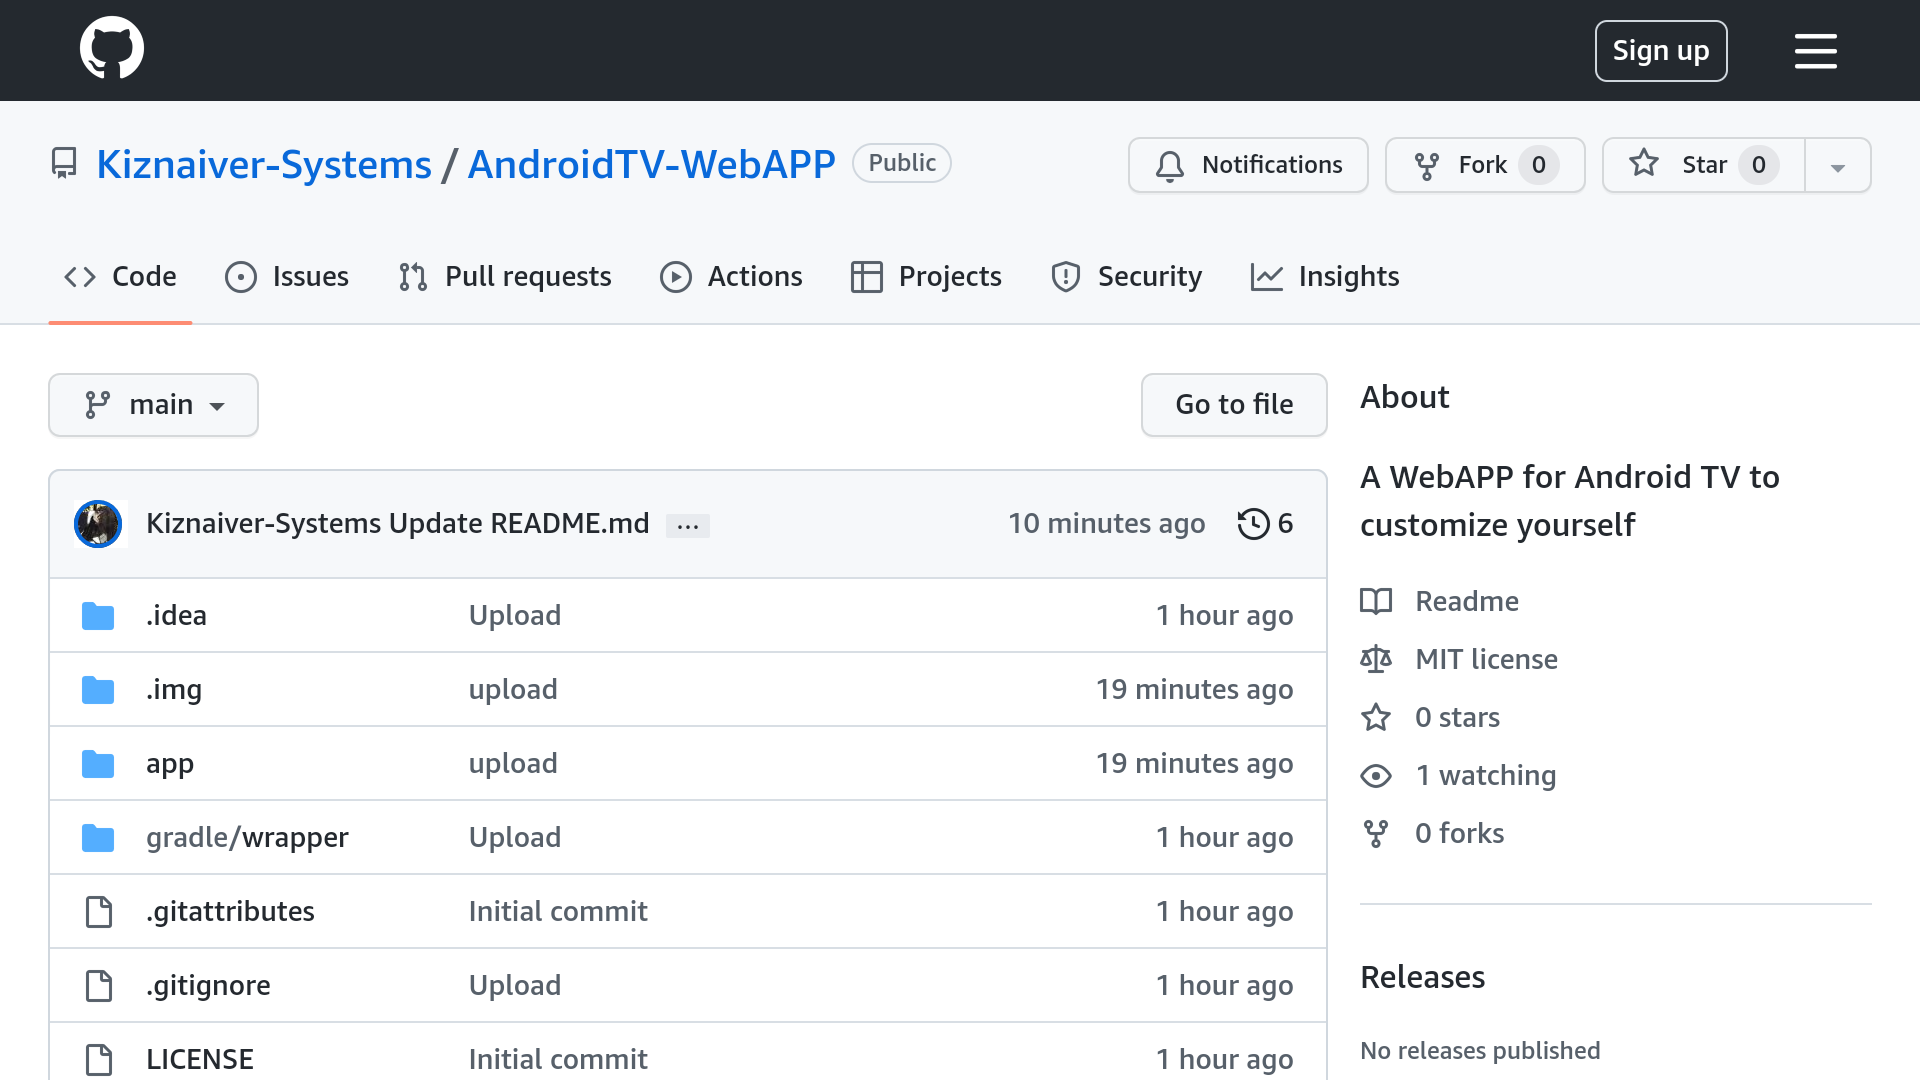 Sign up
Kiznaiver-Systems / AndroidTV-WebAPP Public
Notifications Fork 0 Star 0
Code Issues Pull requests Actions Projects Security Insights
main Go to file
Kiznaiver-Systems Update README.md ... 10 minutes ago 6
.idea Upload 1 hour ago
.img upload 19 minutes ago
app upload 19 minutes ago
gradle/wrapper Upload 1 hour ago
.gitattributes Initial commit 1 hour ago
.gitignore Upload 1 hour ago
LICENSE Initial commit 1 hour ago
About
A WebAPP for Android TV to
customize yourself
Readme
MIT license
0 stars
1 watching
0 forks
Releases
No releases published